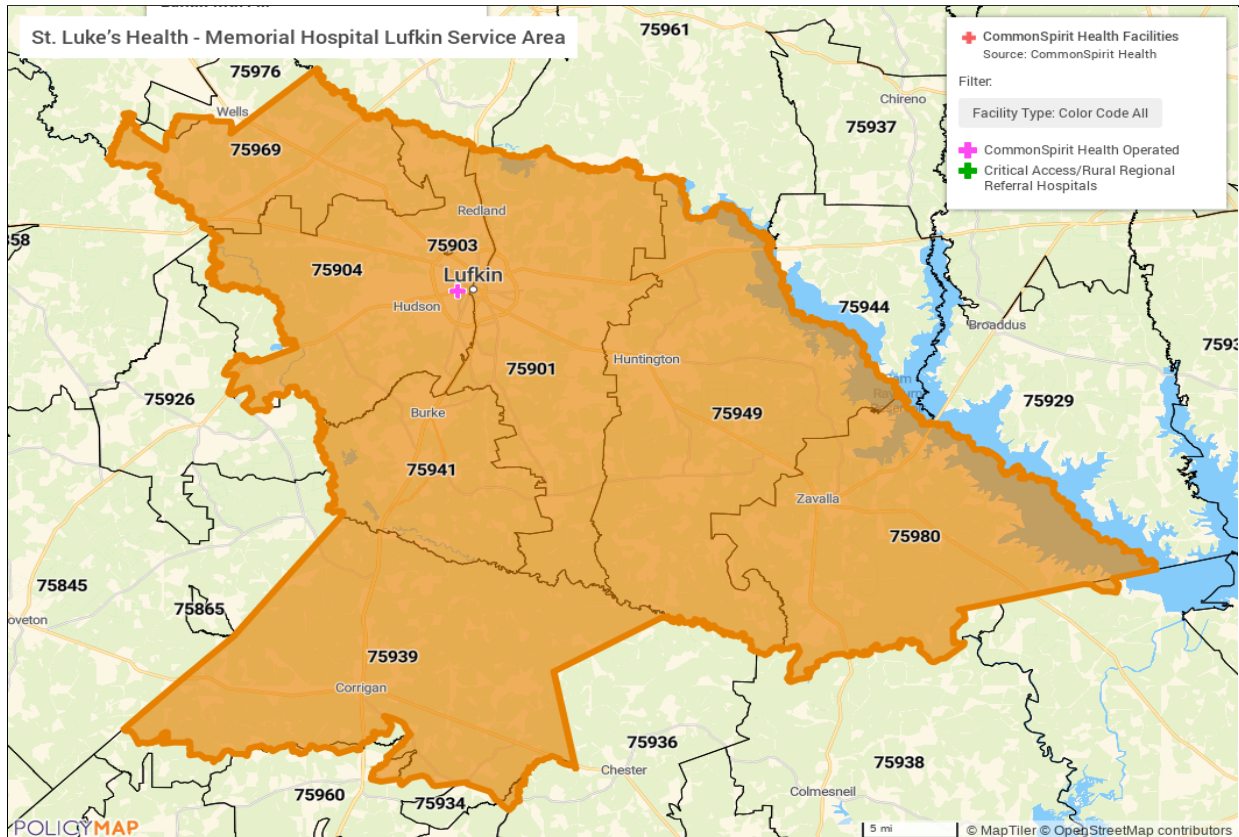 St. Luke's Health - Memorial Hospital Lufkin Service Area
CommonSpirit Health Facilities
Source: CommonSpirit Health
Filter:
Facility Type: Color Code All
CommonSpirit Health Operated
Critical Access/Rural Regional
Referral Hospitals
75961
75976
Wells
Chireno
75937
75969
Redland
75903
75904
Lufkin
Hudson
75944
Broaddus
Huntington
75901
75926
75929
Burke
75949
75941
Zavalla
75980
75845
75865
75939
Corrigan
75936
Chester
75938
Colmesneil
75960
75934
POLICYMAP
5 mi
© MapTiler © OpenStreetMap contributors